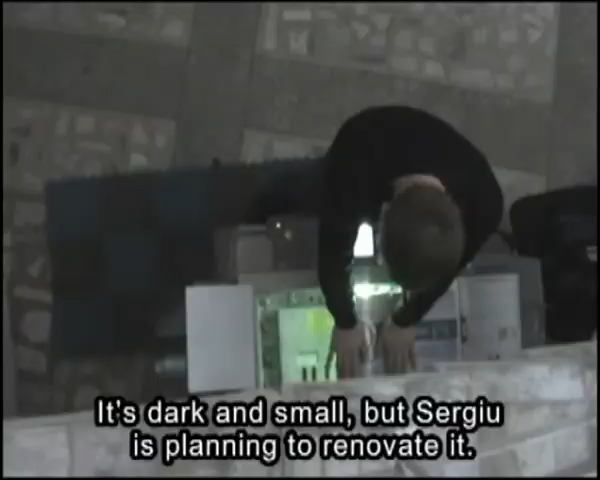 It's dark and small, but Sergiu
is planning to renovate it.